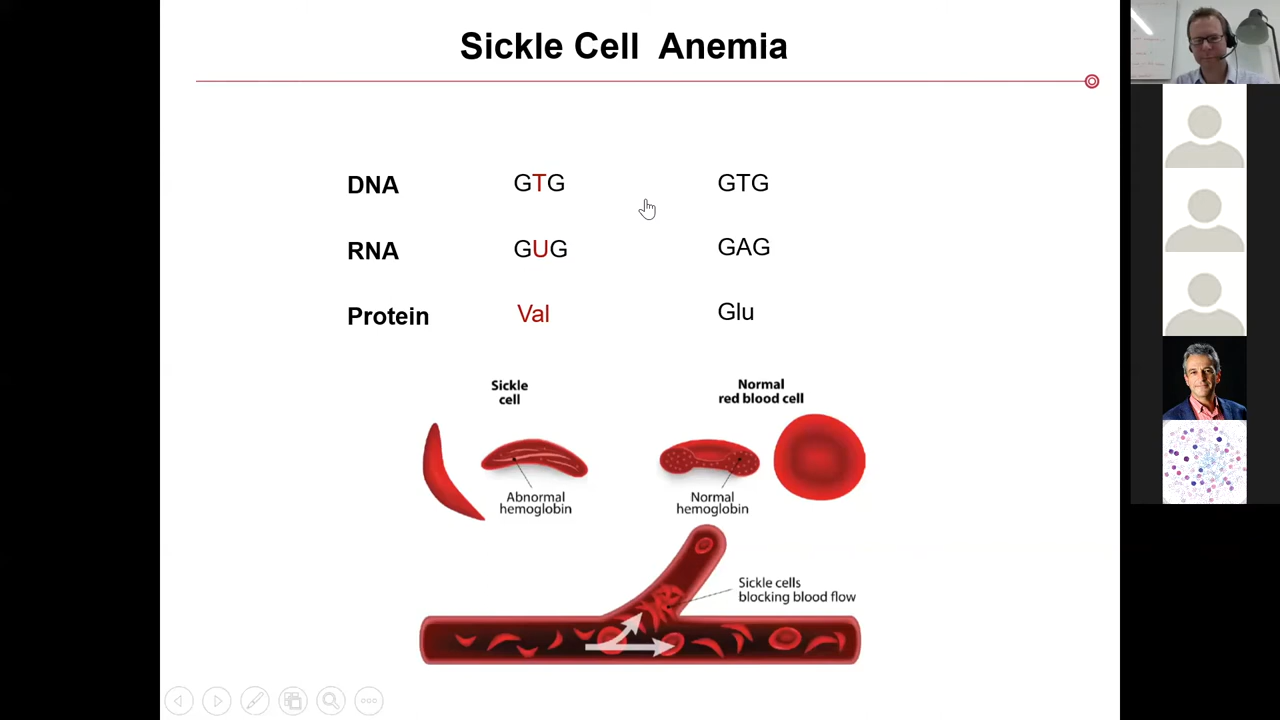 Sickle Cell Anemia
DNA GTG GTG
RNA GUG GAG
Protein Val Glu
Sickle
cell
Normal
red blood cell
Abnormal
hemoglobin
Normal
hemoglobin
Sickle cells
blocking blood flow